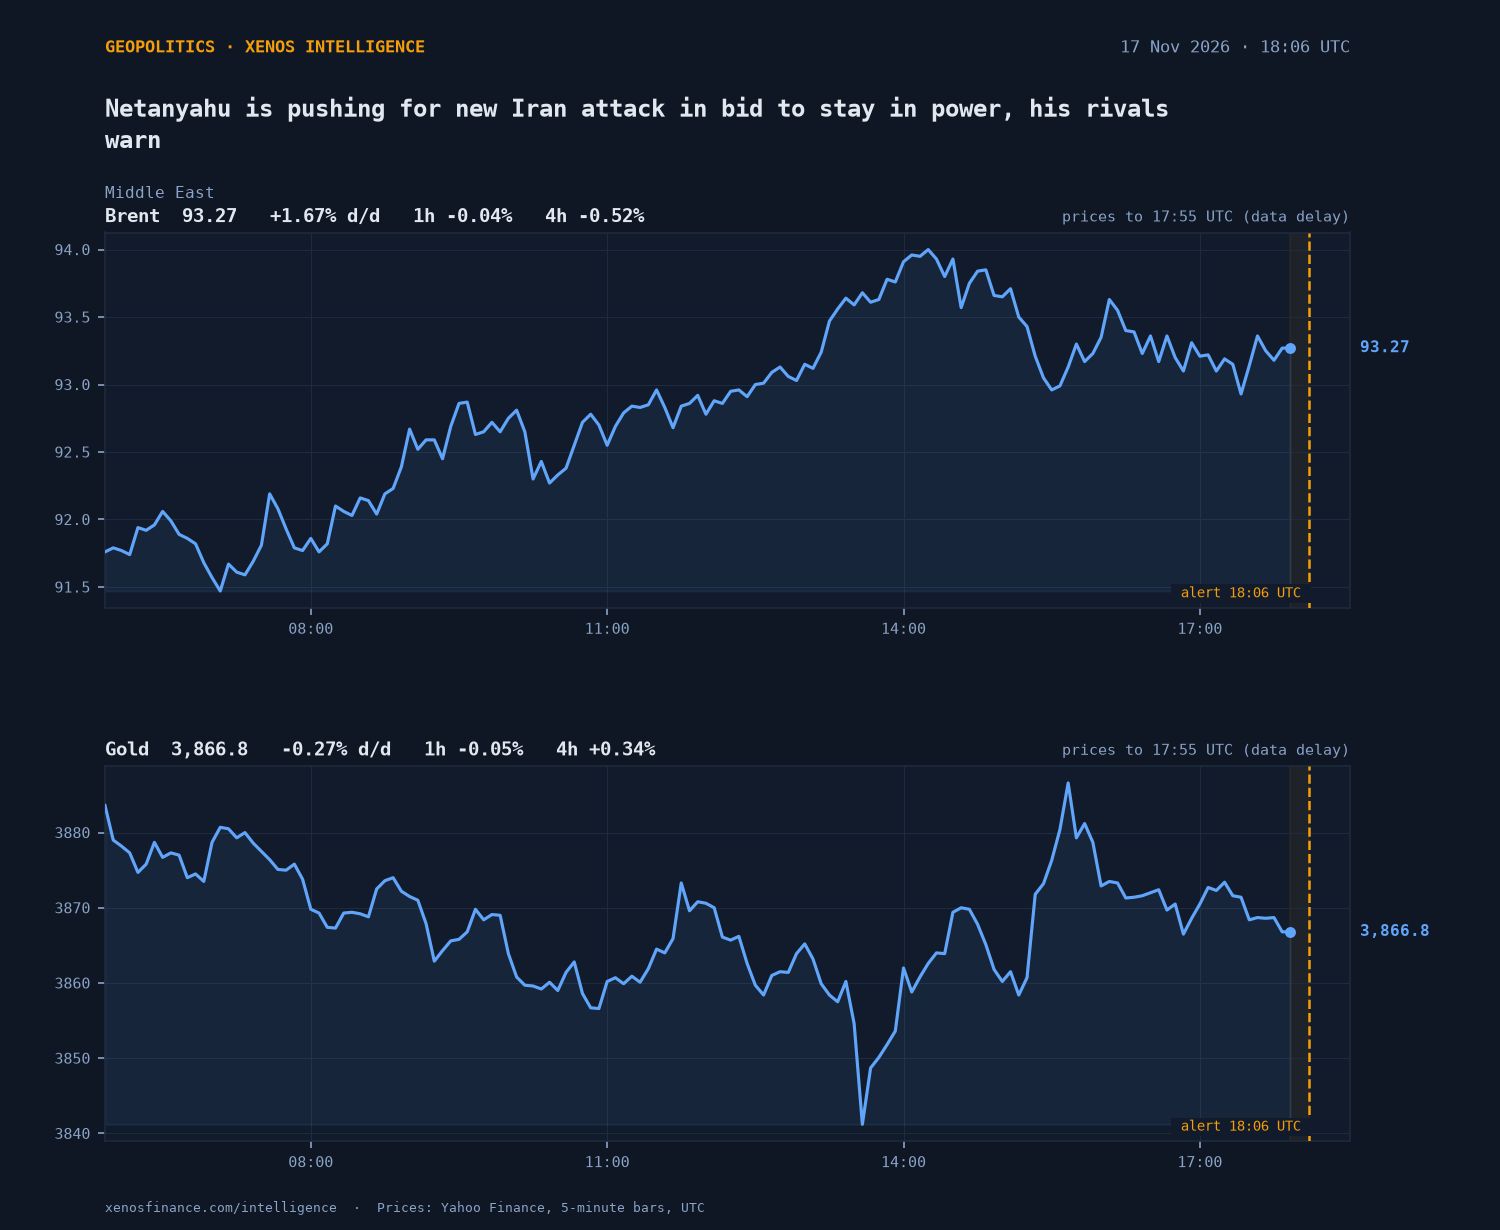 GEOPOLITICS · XENOS INTELLIGENCE
17 Nov 2026 · 18:06 UTC
Netanyahu is pushing for new Iran attack in bid to stay in power, his rivals
warn
Middle East
Brent 93.27 +1.67% d/d 1h -0.04% 4h -0.52%
prices to 17:55 UTC (data delay)
94.0
93.5
93.0
92.5
92.0
91.5
93.27
alert 18:06 UTC
08:00 11:00 14:00 17:00
Gold 3,866.8 -0.27% d/d 1h -0.05% 4h +0.34%
prices to 17:55 UTC (data delay)
3880
3870
3860
3850
3840
3,866.8
alert 18:06 UTC
08:00 11:00 14:00 17:00
xenosfinance.com/intelligence · Prices: Yahoo Finance, 5-minute bars, UTC